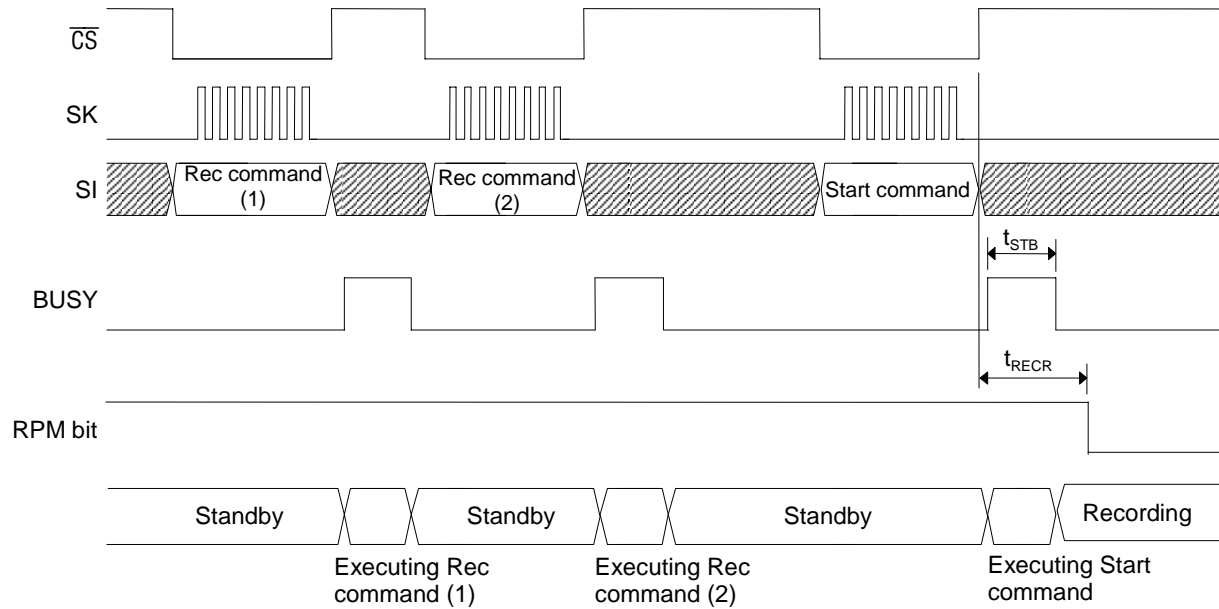 CS
SK
SI
Rec command
(1)
Rec command
(2)
Start command
tSTB
BUSY
tRECR
RPM bit
Standby
Standby
Standby
Recording
Executing Rec
command (1)
Executing Rec
command (2)
Executing Start
command